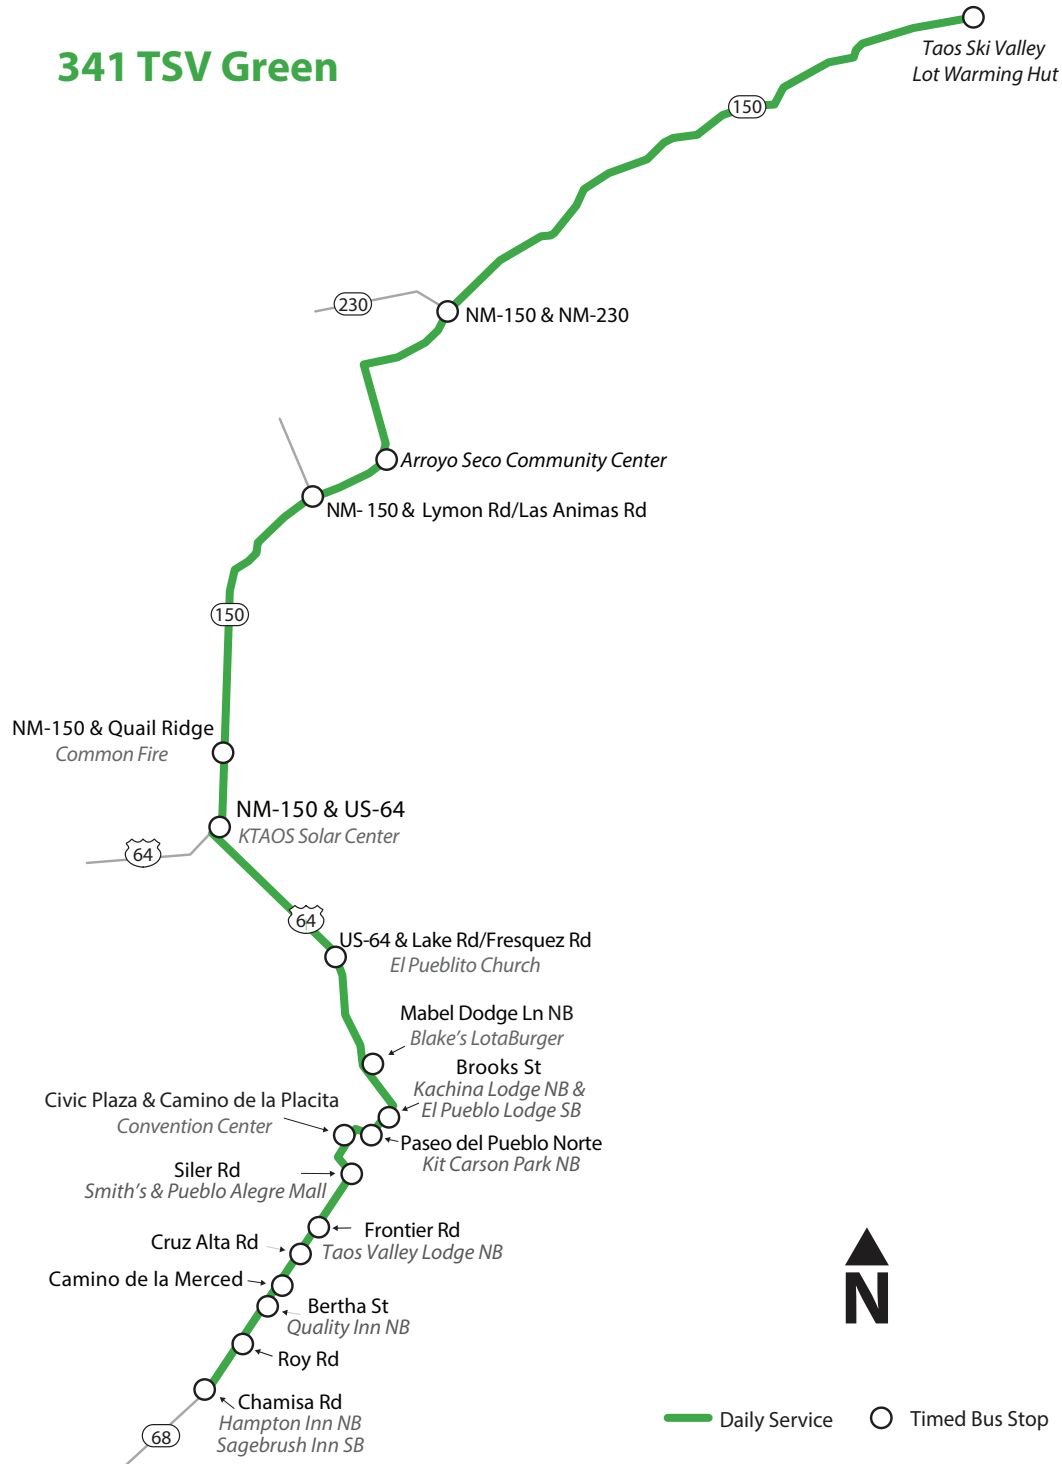 341 TSV Green
Taos Ski Valley
Lot Warming Hut
150
230
NM-150 & NM-230
Arroyo Seco Community Center
NM- 150 & Lymon Rd/Las Animas Rd
150
NM-150 & Quail Ridge
Common Fire
NM-150 & US-64
KTAOS Solar Center
64
64
US-64 & Lake Rd/Fresquez Rd
El Pueblito Church
Mabel Dodge Ln NB
Blake's LotaBurger
Brooks St
Kachina Lodge NB &
El Pueblo Lodge SB
Civic Plaza & Camino de la Placita
Convention Center
Paseo del Pueblo Norte
Kit Carson Park NB
Siler Rd
Smith's & Pueblo Alegre Mall
Frontier Rd
Taos Valley Lodge NB
Cruz Alta Rd
Camino de la Merced
Bertha St
Quality Inn NB
Roy Rd
Chamisa Rd
Hampton Inn NB
Sagebrush Inn SB
68
N
Daily Service
Timed Bus Stop